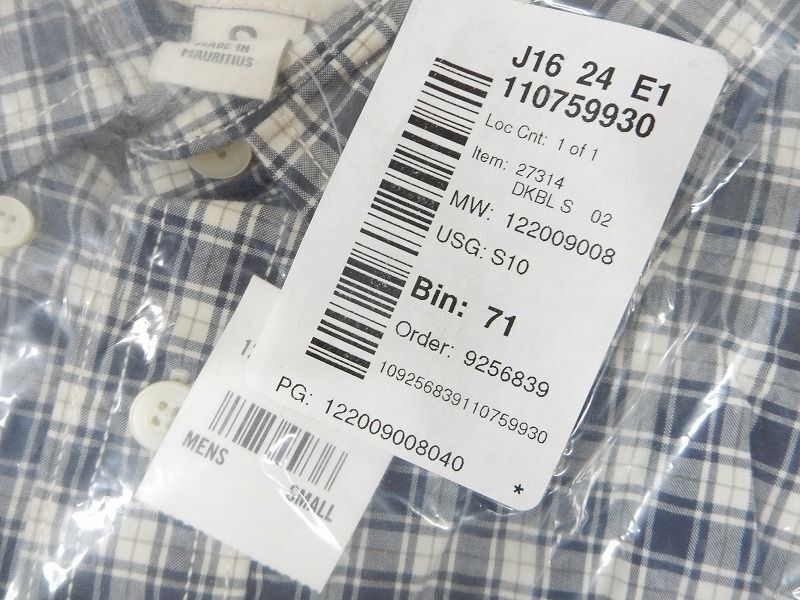 S
MADE IN
MAURITIUS
J16 24 E1
110759930
Loc Cnt: 1 of 1
Item: 27314
DKBL S 02
MW: 122009008
USG: S10
Bin: 71
Order: 9256839
109256839110759930
PG: 122009008040
*
MENS
SMALL